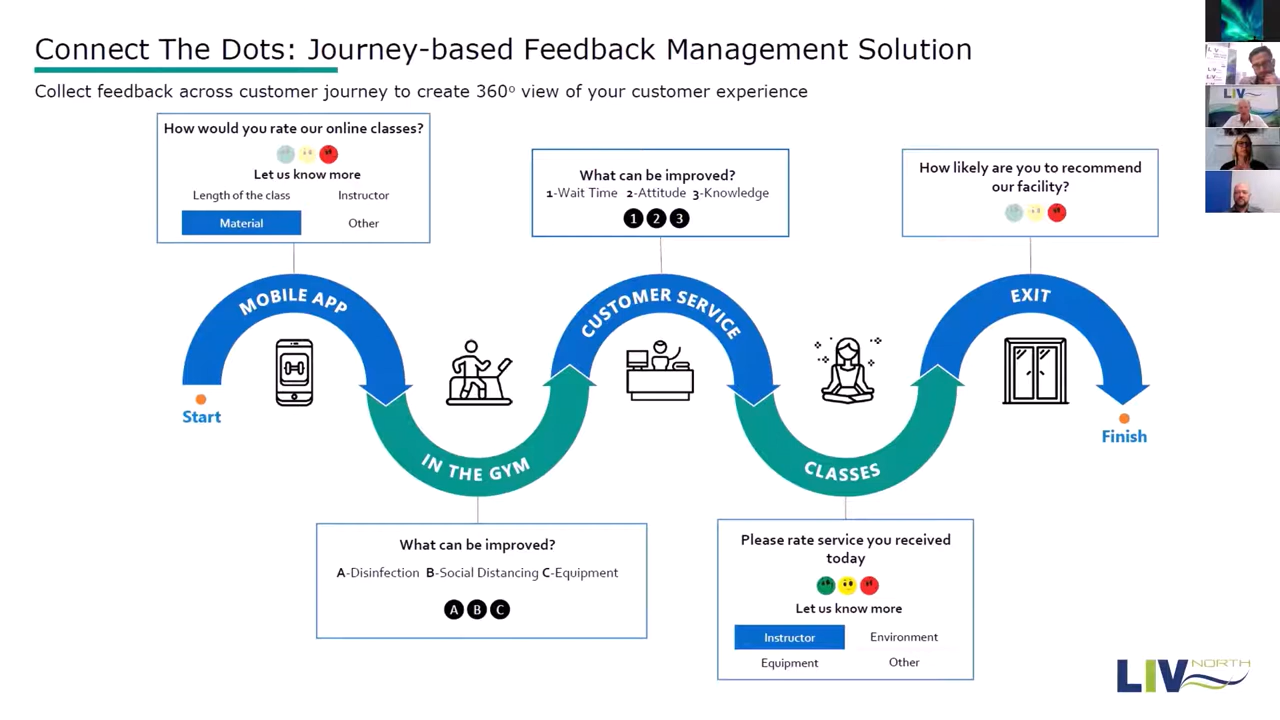 Connect The Dots: Journey-based Feedback Management Solution
Collect feedback across customer journey to create 360º view of your customer experience
How would you rate our online classes?
Let us know more
Length of the class Instructor
Material Other
What can be improved?
1-Wait Time 2-Attitude 3-Knowledge
1 2 3
How likely are you to recommend
our facility?
MOBILE APP
CUSTOMER SERVICE
EXIT
Start
Finish
IN THE GYM
CLASSES
What can be improved?
A-Disinfection B-Social Distancing C-Equipment
A B C
Please rate service you received
today
Let us know more
Instructor Environment
Equipment Other
LIV NORTH
LIV